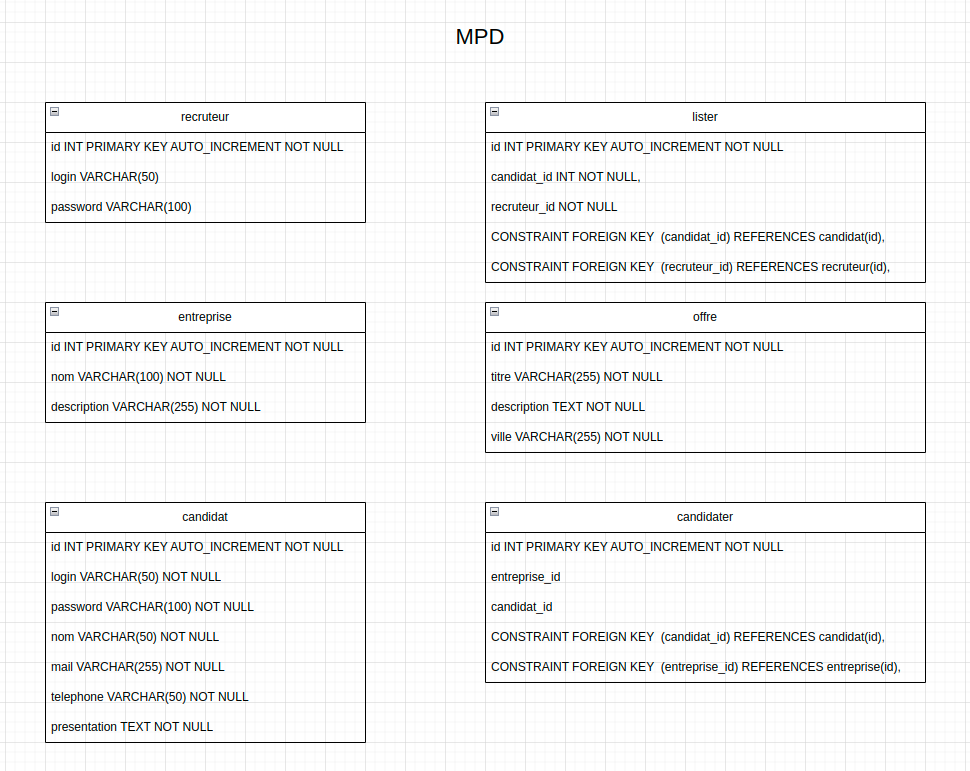 MPD
recruteur
id INT PRIMARY KEY AUTO_INCREMENT NOT NULL
login VARCHAR(50)
password VARCHAR(100)
lister
id INT PRIMARY KEY AUTO_INCREMENT NOT NULL
candidat_id INT NOT NULL,
recruteur_id NOT NULL
CONSTRAINT FOREIGN KEY  (candidat_id) REFERENCES candidat(id),
CONSTRAINT FOREIGN KEY  (recruteur_id) REFERENCES recruteur(id),
entreprise
id INT PRIMARY KEY AUTO_INCREMENT NOT NULL
nom VARCHAR(100) NOT NULL
description VARCHAR(255) NOT NULL
offre
id INT PRIMARY KEY AUTO_INCREMENT NOT NULL
titre VARCHAR(255) NOT NULL
description TEXT NOT NULL
ville VARCHAR(255) NOT NULL
candidat
id INT PRIMARY KEY AUTO_INCREMENT NOT NULL
login VARCHAR(50) NOT NULL
password VARCHAR(100) NOT NULL
nom VARCHAR(50) NOT NULL
mail VARCHAR(255) NOT NULL
telephone VARCHAR(50) NOT NULL
presentation TEXT NOT NULL
candidater
id INT PRIMARY KEY AUTO_INCREMENT NOT NULL
entreprise_id
candidat_id
CONSTRAINT FOREIGN KEY  (candidat_id) REFERENCES candidat(id),
CONSTRAINT FOREIGN KEY  (entreprise_id) REFERENCES entreprise(id),